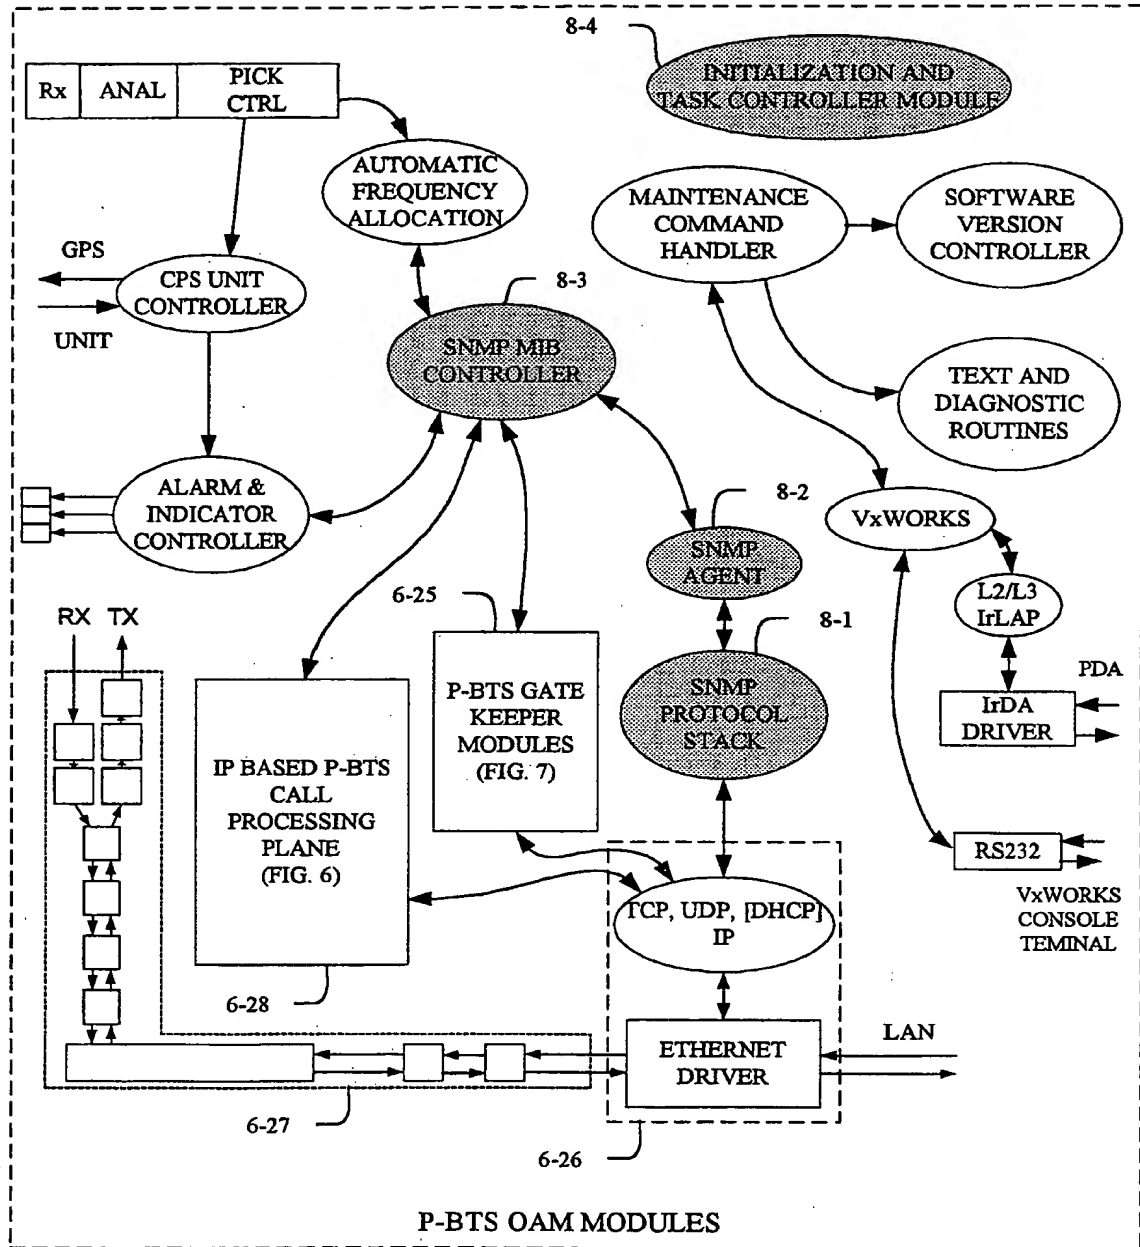 8-4
INITIALIZATION AND
TASK CONTROLLER MODULE
Rx ANAL PICK
CTRL
AUTOMATIC
FREQUENCY
ALLOCATION
MAINTENANCE
COMMAND
HANDLER
SOFTWARE
VERSION
CONTROLLER
GPS
CPS UNIT
CONTROLLER
UNIT
8-3
SNMP MIB
CONTROLLER
TEXT AND
DIAGNOSTIC
ROUTINES
ALARM &
INDICATOR
CONTROLLER
8-2
SNMP
AGENT
VxWORKS
L2/L3
IrLAP
6-25
8-1
RX TX
P-BTS GATE
KEEPER
MODULES
(FIG. 7)
SNMP
PROTOCOL
STACK
PDA
IrDA
DRIVER
IP BASED P-BTS
CALL
PROCESSING
PLANE
(FIG. 6)
RS232
VxWORKS
CONSOLE
TEMINAL
TCP, UDP, [DHCP]
IP
6-28
ETHERNET
DRIVER
LAN
6-27
6-26
P-BTS OAM MODULES